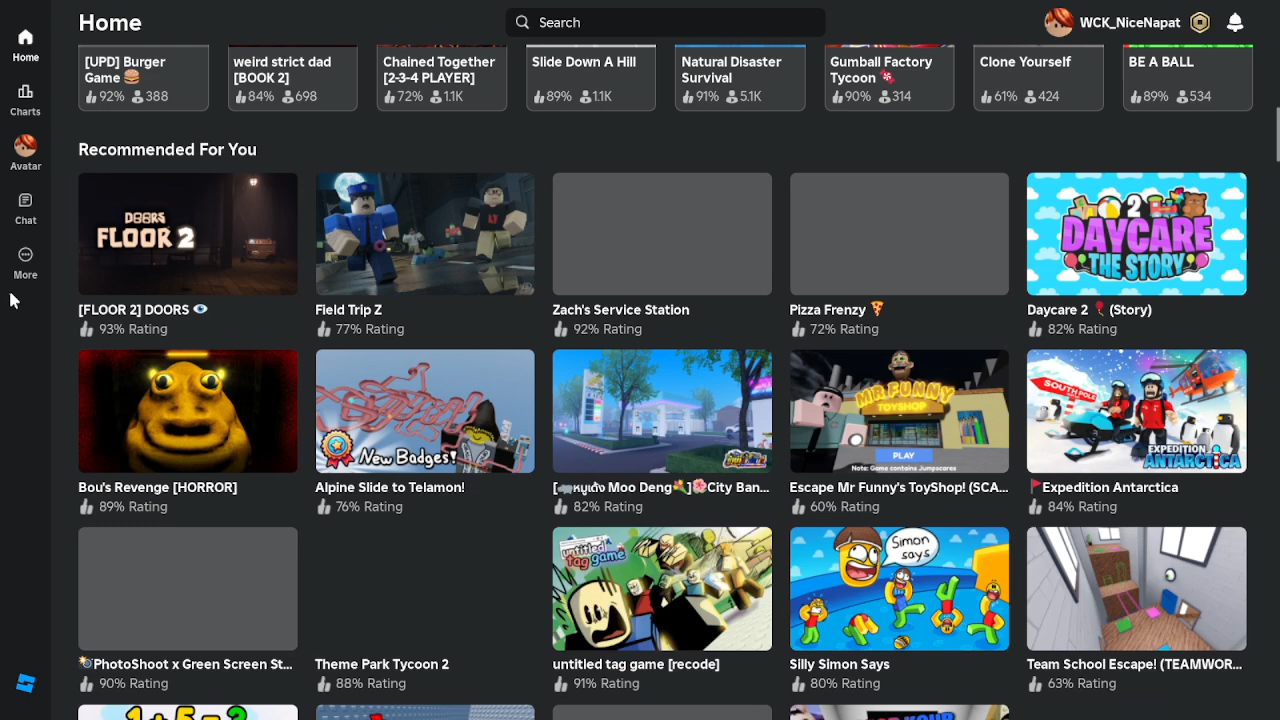 Home
Search
WCK_NiceNapat
Home
Charts
Avatar
Chat
More
[UPD] Burger
Game 🍔
92% 388
weird strict dad
[BOOK 2]
84% 698
Chained Together
[2-3-4 PLAYER]
72% 1.1K
Slide Down A Hill
89% 1.1K
Natural Disaster
Survival
91% 5.1K
Gumball Factory
Tycoon 🍬
90% 314
Clone Yourself
61% 424
BE A BALL
89% 534
Recommended For You
DOORS
FLOOR 2
[FLOOR 2] DOORS 👁️
93% Rating
Field Trip Z
77% Rating
Zach's Service Station
92% Rating
Pizza Frenzy 🍕
72% Rating
2
DAYCARE
THE STORY
Daycare 2 🎈 (Story)
82% Rating
Bou's Revenge [HORROR]
89% Rating
New Badges!
Alpine Slide to Telamon!
76% Rating
[🦛หมูเด้ง Moo Deng💐]🌺City Ban...
82% Rating
MR FUNNY
TOYSHOP
PLAY
Note: Game contains Jumpscares
Escape Mr Funny's ToyShop! (SCA...
60% Rating
SOUTH POLE
EXPEDITION
ANTARCTICA
🚩Expedition Antarctica
84% Rating
💣PhotoShoot x Green Screen St...
90% Rating
Theme Park Tycoon 2
88% Rating
untitled
tag game
untitled tag game [recode]
91% Rating
Simon
says
Silly Simon Says
80% Rating
Team School Escape! (TEAMWOR...
63% Rating